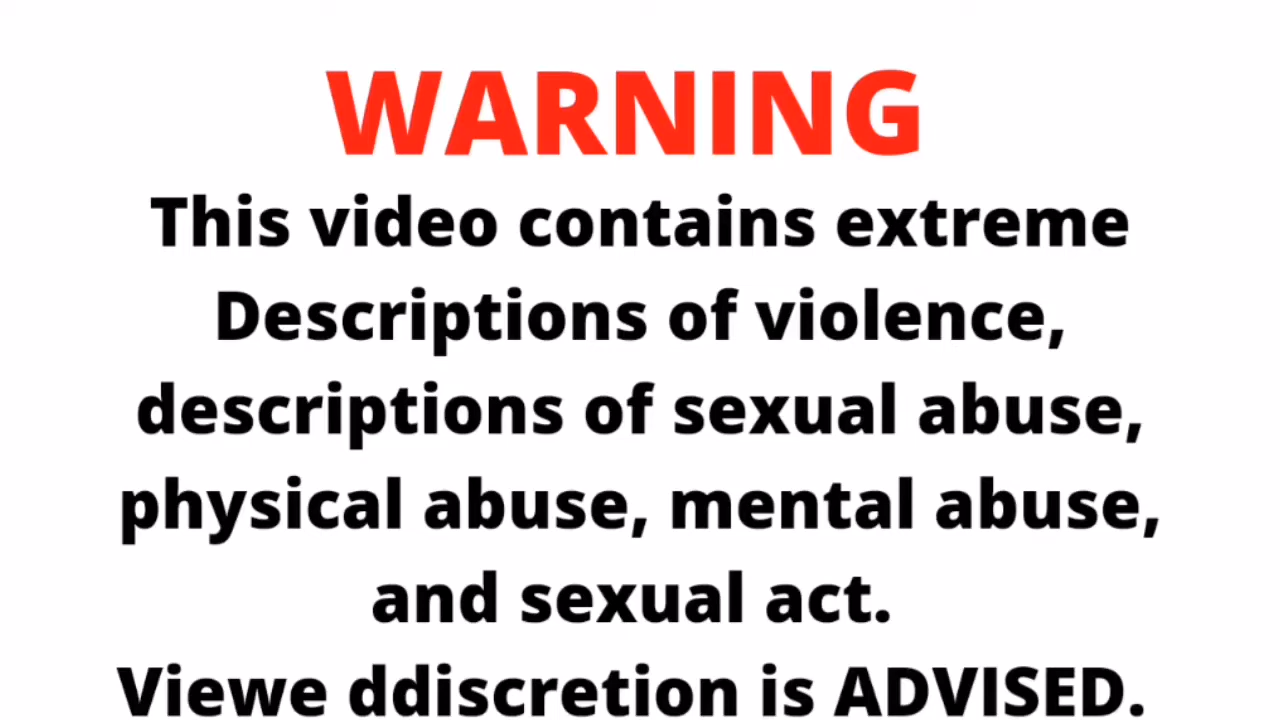 WARNING
This video contains extreme
Descriptions of violence,
descriptions of sexual abuse,
physical abuse, mental abuse,
and sexual act.
Viewe ddiscretion is ADVISED.